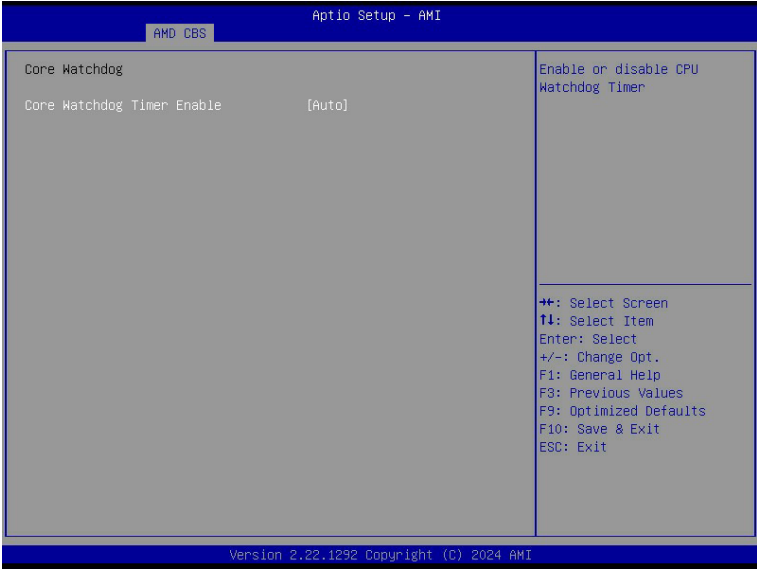 Aptio Setup – AMI
AMD CBS
Core Watchdog
Core Watchdog Timer Enable [Auto]
Enable or disable CPU
Watchdog Timer
→←: Select Screen
↑↓: Select Item
Enter: Select
+/-: Change Opt.
F1: General Help
F3: Previous Values
F9: Optimized Defaults
F10: Save & Exit
ESC: Exit
Version 2.22.1292 Copyright (C) 2024 AMI